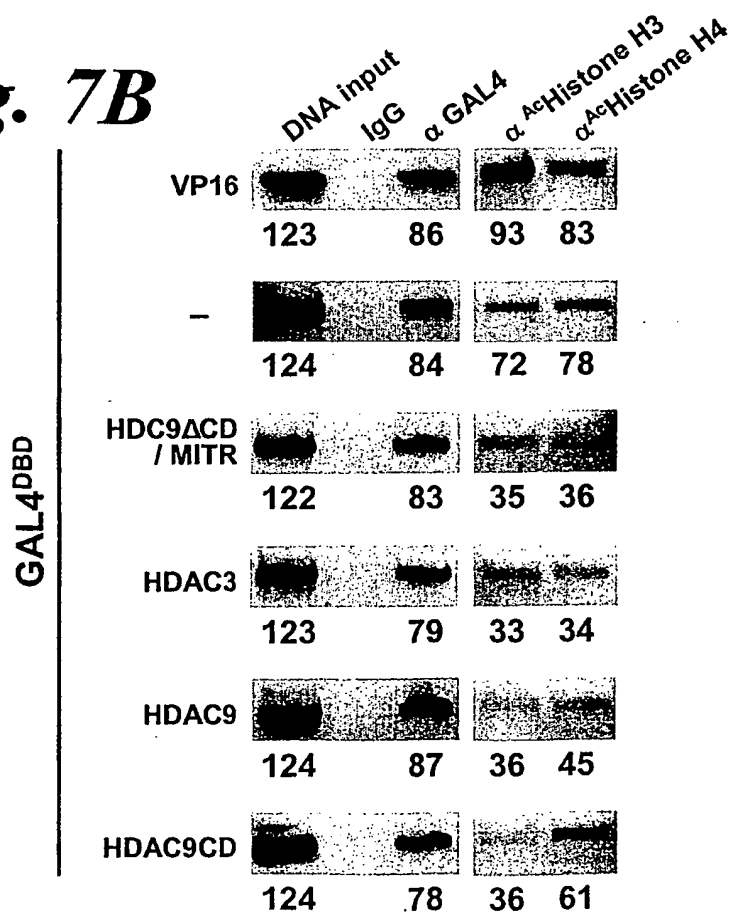 g. 7B
DNA input IgG α GAL4 α AcHistone H3 αAcHistone H4
VP16
123 86 93 83
–
124 84 72 78
HDC9ΔCD
/ MITR
122 83 35 36
HDAC3
123 79 33 34
HDAC9
124 87 36 45
HDAC9CD
124 78 36 61
GAL4DBD